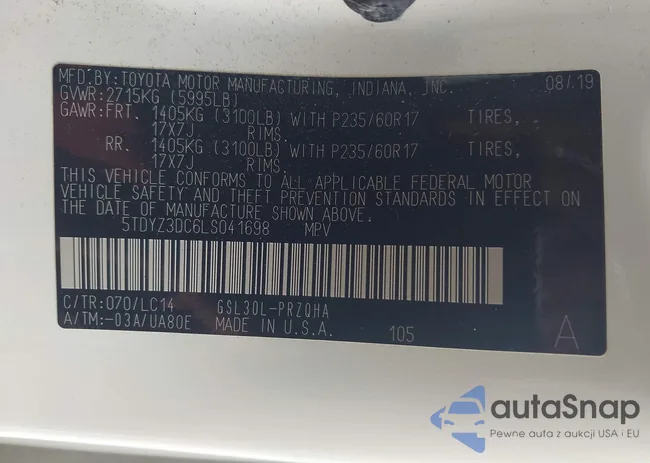 MFD BY: TOYOTA MOTOR MANUFACTURING, INDIANA, INC. 08/19
GVWR: 2715KG (5995LB)
GAWR: FRT. 1405KG (3100LB) WITH P235/60R17 TIRES,
17X7J RIMS.
RR. 1405KG (3100LB) WITH P235/60R17 TIRES,
17X7J RIMS.
THIS VEHICLE CONFORMS TO ALL APPLICABLE FEDERAL MOTOR
VEHICLE SAFETY AND THEFT PREVENTION STANDARDS IN EFFECT ON
THE DATE OF MANUFACTURE SHOWN ABOVE.
5TDYZ3DC6LS041698 MPV
C/TR: 070/LC14 GSL30L-PRZQHA
A/TM: -03A/UA80E MADE IN U.S.A. 105 A
autaSnap
Pewne auta z aukcji USA i EU